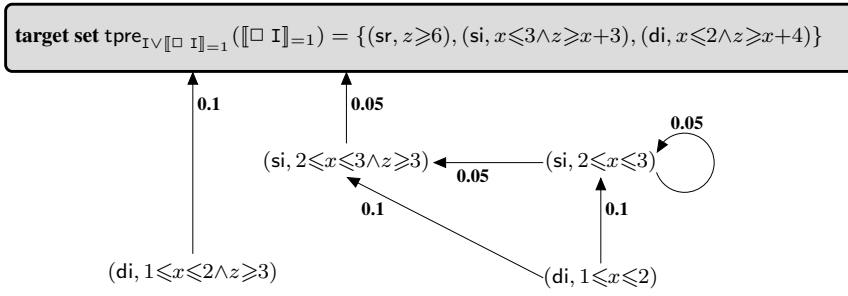 target set tpre_{I∨⟦□ I⟧=1}(⟦□ I⟧=1) = {(sr, z⩾6), (si, x⩽3∧z⩾x+3), (di, x⩽2∧z⩾x+4)}
0.1 0.05
0.05
(si, 2⩽x⩽3∧z⩾3) (si, 2⩽x⩽3)
0.05
0.1 0.1
(di, 1⩽x⩽2∧z⩾3) (di, 1⩽x⩽2)